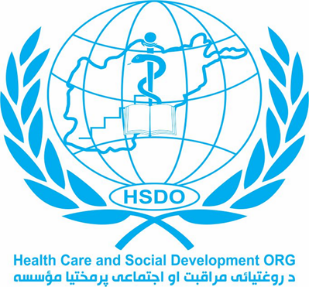 HSDO
Health Care and Social Development ORG
د روغتیائی مراقبت او اجتماعی پرمختیا مؤسسه